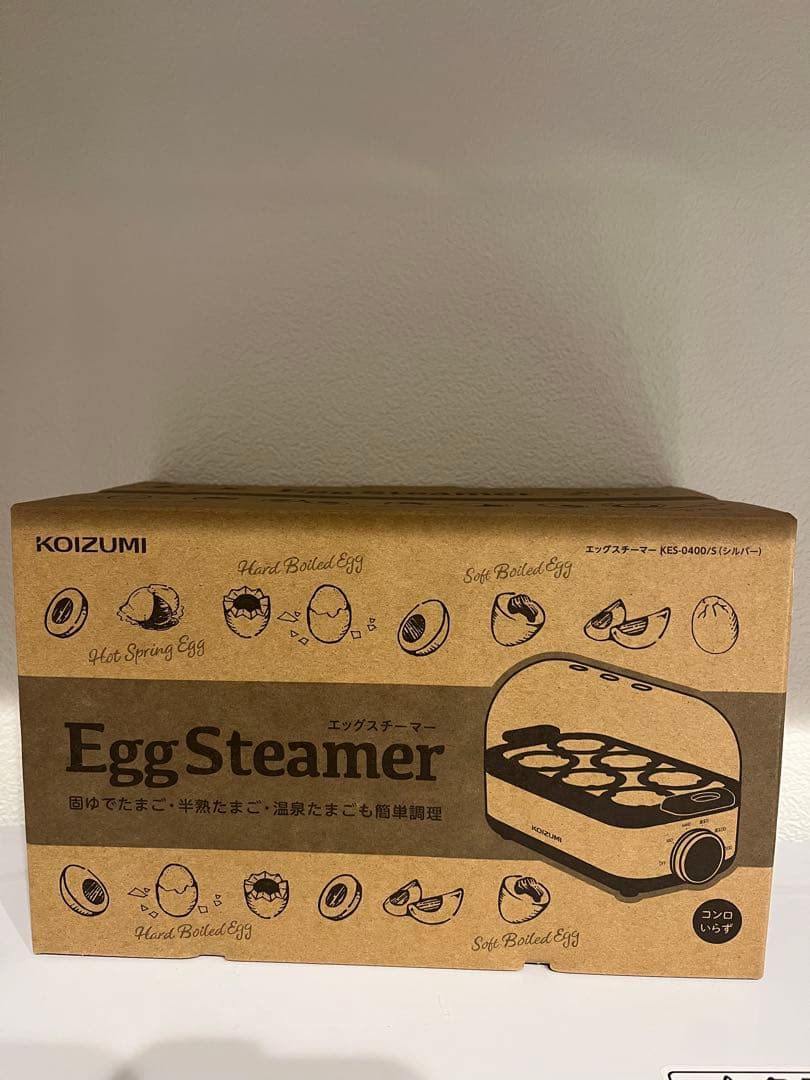 Egg Steamer
KOIZUMI
エッグスチーマー KES-0400/S(シルバー)
Hard Boiled Egg
Soft Boiled Egg
Hot Spring Egg
エッグスチーマー
Egg Steamer
固ゆでたまご・半熟たまご・温泉たまごも簡単調理
KOIZUMI
コンロ
いらず
Hard Boiled Egg
Soft Boiled Egg